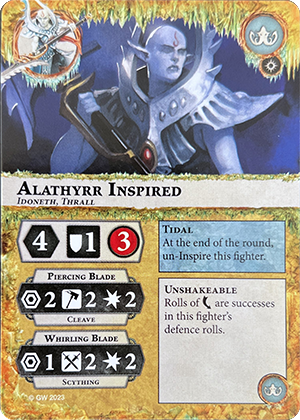 Alathyrr Inspired
Idoneth, Thrall
4 1 3
Tidal
At the end of the round,
un-Inspire this fighter.
Piercing Blade
2 2 2
Cleave
Whirling Blade
1 2 2
Scything
Unshakeable
Rolls of are successes
in this fighter's
defence rolls.
© GW 2023